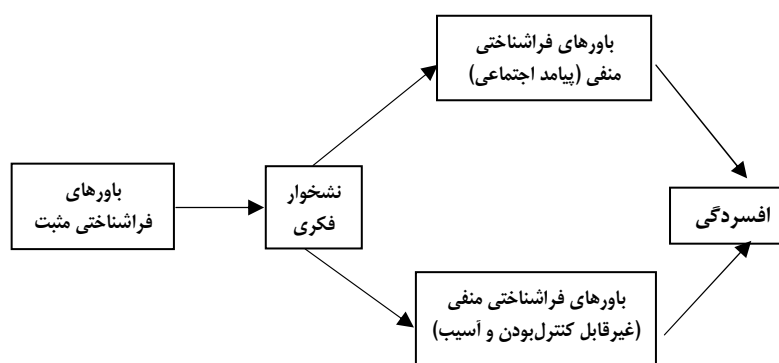 باورهای فراشناختی
منفی (پیامد اجتماعی)
باورهای
فراشناختی مثبت
نشخوار
فکری
افسردگی
باورهای فراشناختی منفی
(غیرقابل کنترل‌بودن و آسیب)